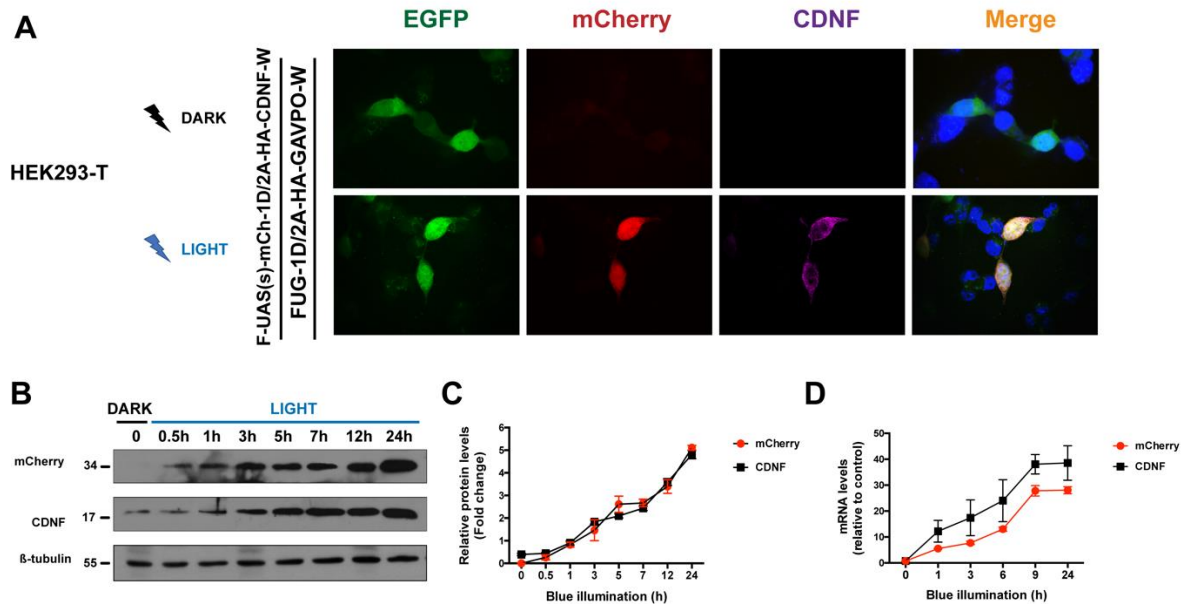 A
EGFP
mCherry
CDNF
Merge
HEK293-T
DARK
LIGHT
F-UAS(s)-mCh-1D/2A-HA-CDNF-W
FUG-1D/2A-HA-GAVPO-W
B
DARK
LIGHT
0 0.5h 1h 3h 5h 7h 12h 24h
mCherry
34
CDNF
17
ß-tubulin
55
C
Relative protein levels
(Fold change)
6
5
4
3
2
1
0
0 0.5 1 3 5 7 12 24
Blue illumination (h)
mCherry
CDNF
D
mRNA levels
(relative to control)
50
40
30
20
10
0
0 1 3 6 9 24
Blue illumination (h)
mCherry
CDNF